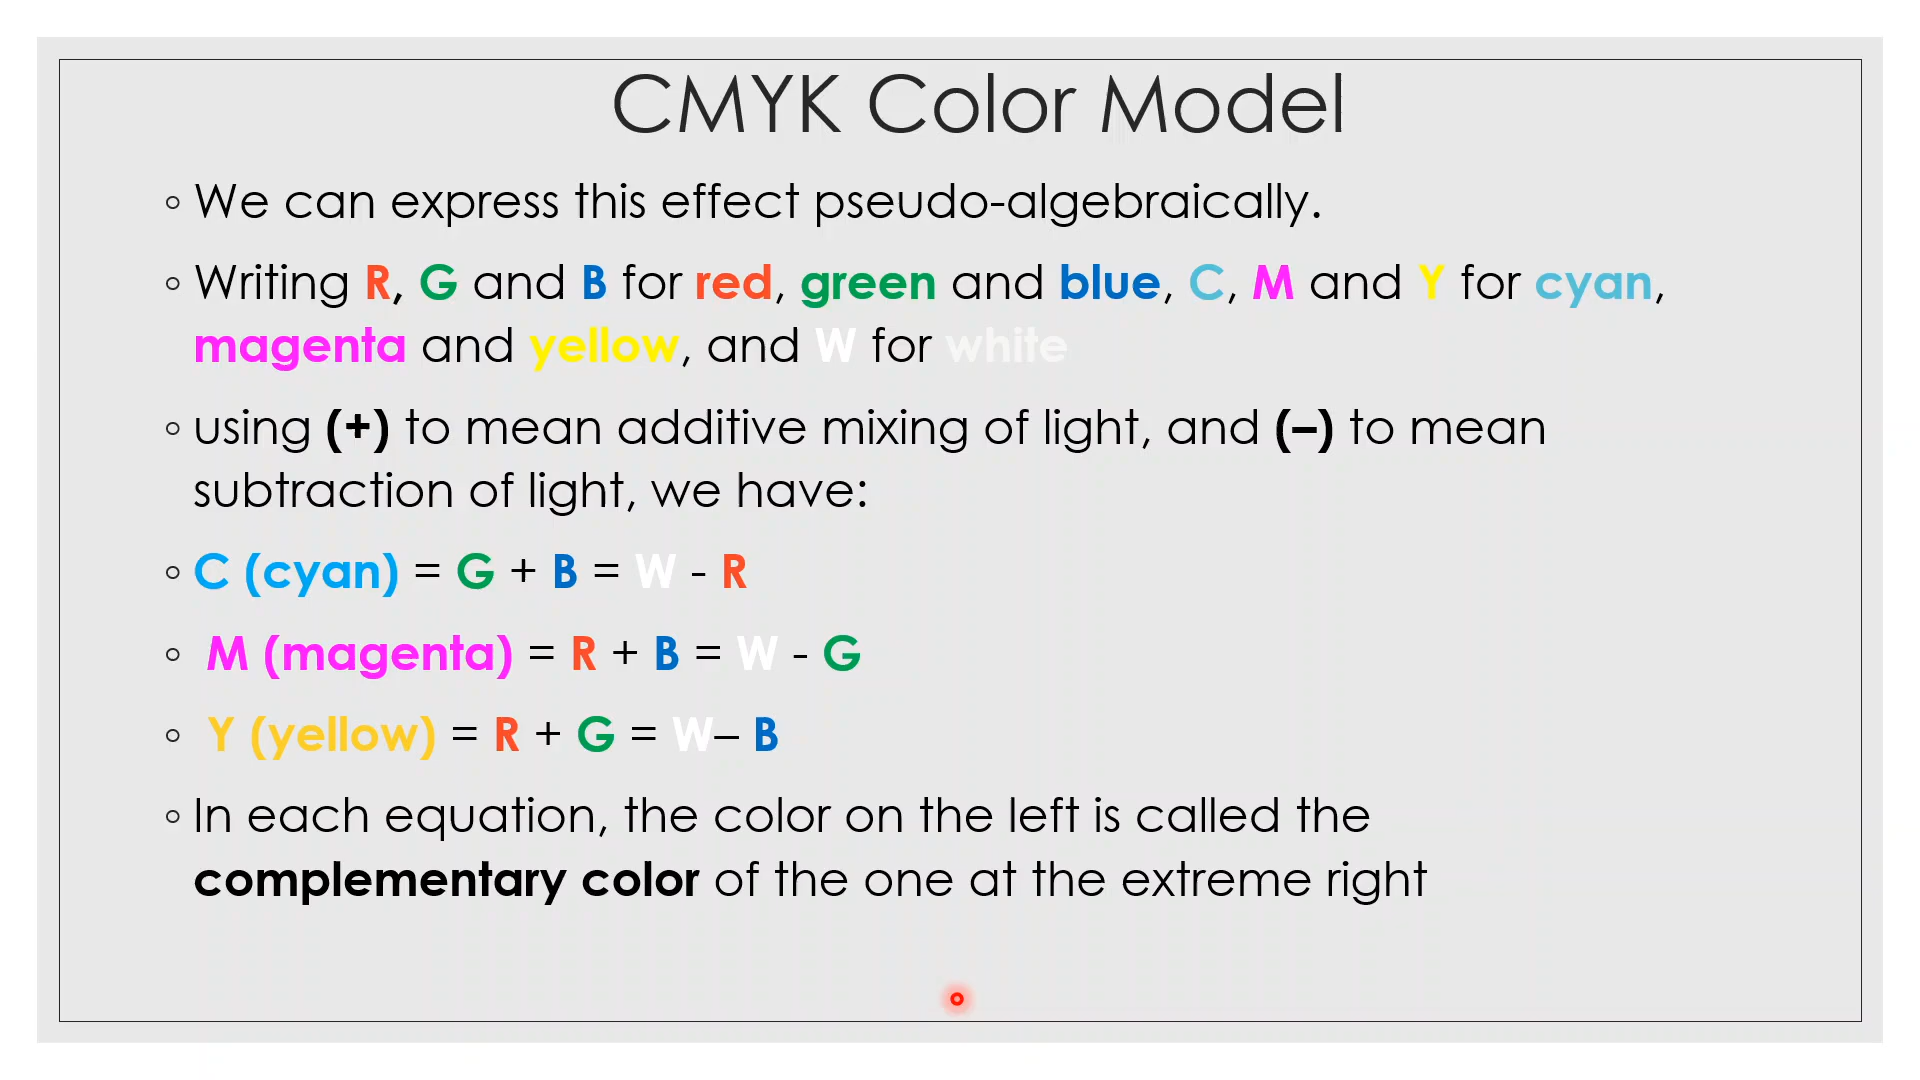 CMYK Color Model
◦ We can express this effect pseudo-algebraically.
◦ Writing R, G and B for red, green and blue, C, M and Y for cyan,
magenta and yellow, and W for white
◦ using (+) to mean additive mixing of light, and (–) to mean
subtraction of light, we have:
◦ C (cyan) = G + B = W - R
◦ M (magenta) = R + B = W - G
◦ Y (yellow) = R + G = W– B
◦ In each equation, the color on the left is called the
complementary color of the one at the extreme right